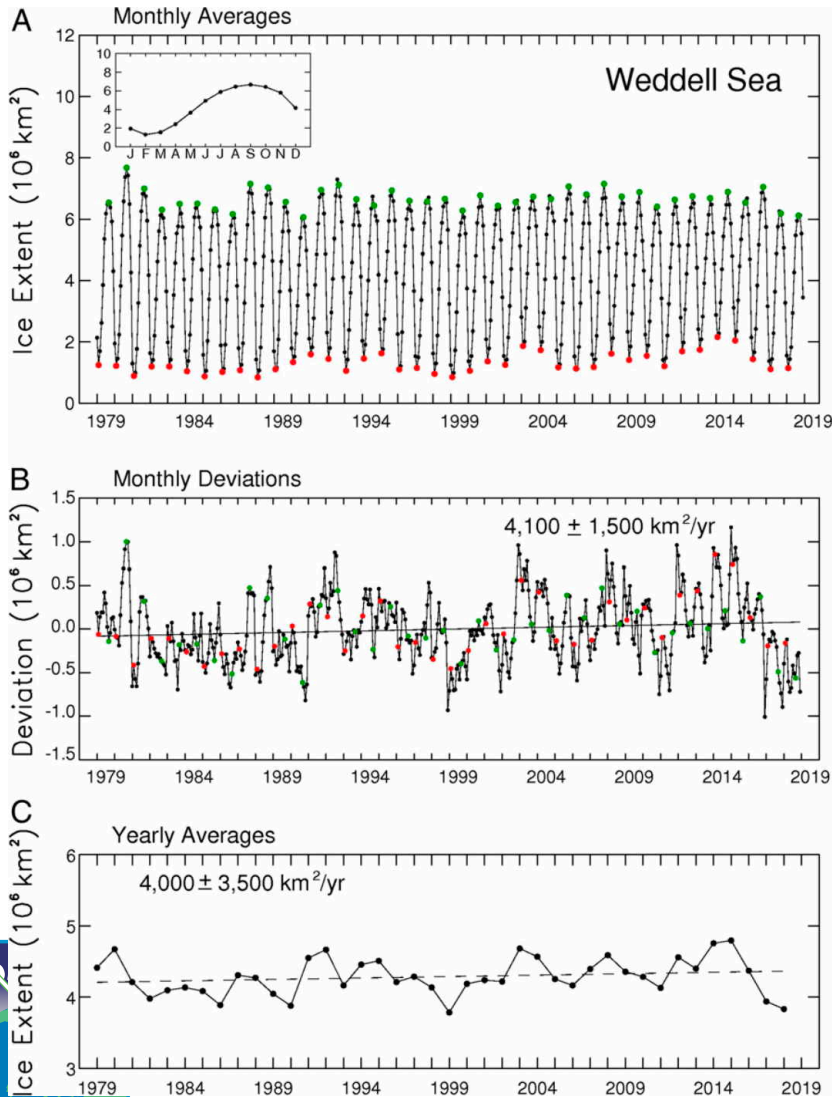 A Monthly Averages
Weddell Sea
Ice Extent (10⁶ km²)
12
10
8
6
4
2
0
10
8
6
4
2
0
J F M A M J J A S O N D
1979 1984 1989 1994 1999 2004 2009 2014 2019
B Monthly Deviations
4,100 ± 1,500 km²/yr
Deviation (10⁶ km²)
1.5
1.0
0.5
0.0
-0.5
-1.0
-1.5
1979 1984 1989 1994 1999 2004 2009 2014 2019
C Yearly Averages
4,000 ± 3,500 km²/yr
Ice Extent (10⁶ km²)
6
5
4
3
1979 1984 1989 1994 1999 2004 2009 2014 2019